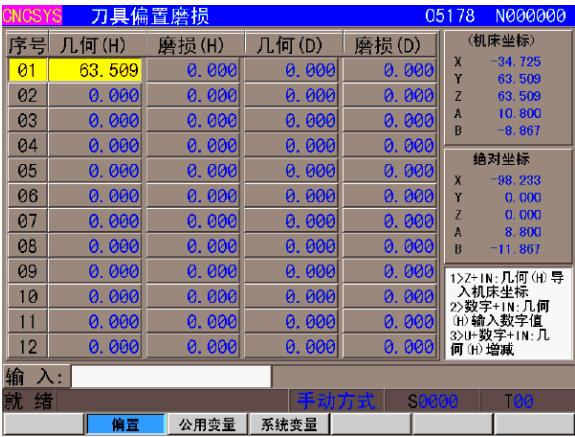 CNCSYS 刀具偏置磨损 O5178 N000000
序号 几何(H) 磨损(H) 几何(D) 磨损(D)
01 63.509 0.000 0.000 0.000
02 0.000 0.000 0.000 0.000
03 0.000 0.000 0.000 0.000
04 0.000 0.000 0.000 0.000
05 0.000 0.000 0.000 0.000
06 0.000 0.000 0.000 0.000
07 0.000 0.000 0.000 0.000
08 0.000 0.000 0.000 0.000
09 0.000 0.000 0.000 0.000
10 0.000 0.000 0.000 0.000
11 0.000 0.000 0.000 0.000
12 0.000 0.000 0.000 0.000
(机床坐标)
X -34.725
Y 63.509
Z 63.509
A 10.800
B -8.867
绝对坐标
X -98.233
Y 0.000
Z 0.000
A 8.800
B -11.867
1>Z+IN:几何(H)导
入机床坐标
2>数字+IN:几何
(H)输入数字值
3>U+数字+IN:几
何(H)增减
输 入:
就 绪 手动方式 S0000 T00
偏置 公用变量 系统变量